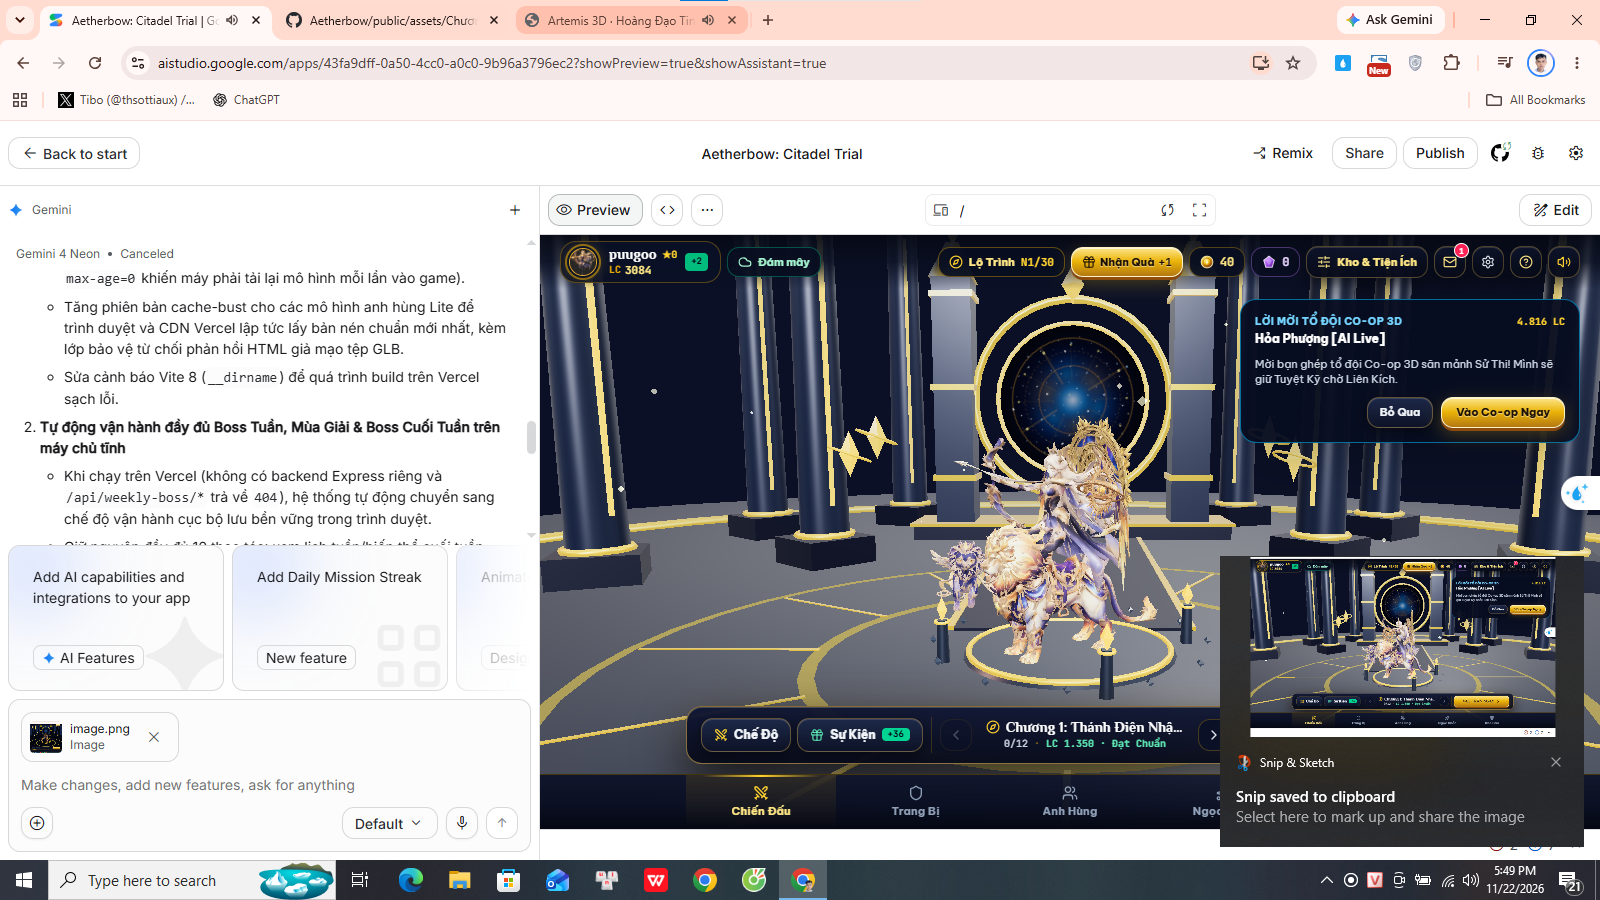 Aetherbow: Citadel Trial | Go
Aetherbow/public/assets/Chươ
Artemis 3D · Hoàng Đạo Tin
Ask Gemini
aistudio.google.com/apps/43fa9dff-0a50-4cc0-a0c0-9b96a3796ec2?showPreview=true&showAssistant=true
New
Tibo (@thsottiaux) /...
ChatGPT
All Bookmarks
Back to start
Aetherbow: Citadel Trial
Remix
Share
Publish
Gemini
Preview
/
Edit
Gemini 4 Neon • Canceled
max-age=0 khiến máy phải tải lại mô hình mỗi lần vào game).
Tăng phiên bản cache-bust cho các mô hình anh hùng Lite để
trình duyệt và CDN Vercel lập tức lấy bản nén chuẩn mới nhất, kèm
lớp bảo vệ từ chối phản hồi HTML giả mạo tệp GLB.
Sửa cảnh báo Vite 8 (__dirname) để quá trình build trên Vercel
sạch lỗi.
2. Tự động vận hành đầy đủ Boss Tuần, Mùa Giải & Boss Cuối Tuần trên
máy chủ tĩnh
Khi chạy trên Vercel (không có backend Express riêng và
/api/weekly-boss/* trả về 404), hệ thống tự động chuyển sang
chế độ vận hành cục bộ lưu bền vững trong trình duyệt.
Add AI capabilities and
integrations to your app
AI Features
Add Daily Mission Streak
New feature
Animat
Desig
image.png
Image
Make changes, add new features, ask for anything
Default
puugoo ★0
LC 3084
+2
Đám mây
Lộ Trình N1/30
Nhận Quà +1
40
0
Kho & Tiện Ích
1
LỜI MỜI TỔ ĐỘI CO-OP 3D
4.816 LC
Hỏa Phượng [AI Live]
Mời bạn ghép tổ đội Co-op 3D săn mảnh Sử Thi! Mình sẽ
giữ Tuyệt Kỹ chờ Liên Kích.
Bỏ Qua
Vào Co-op Ngay
Chế Độ
Sự Kiện +36
Chương 1: Thánh Điện Nhậ...
0/12 · LC 1.350 · Đạt Chuẩn
Chiến Đấu
Trang Bị
Anh Hùng
Ngọc
Snip & Sketch
Snip saved to clipboard
Select here to mark up and share the image
Type here to search
5:49 PM
11/22/2026
21